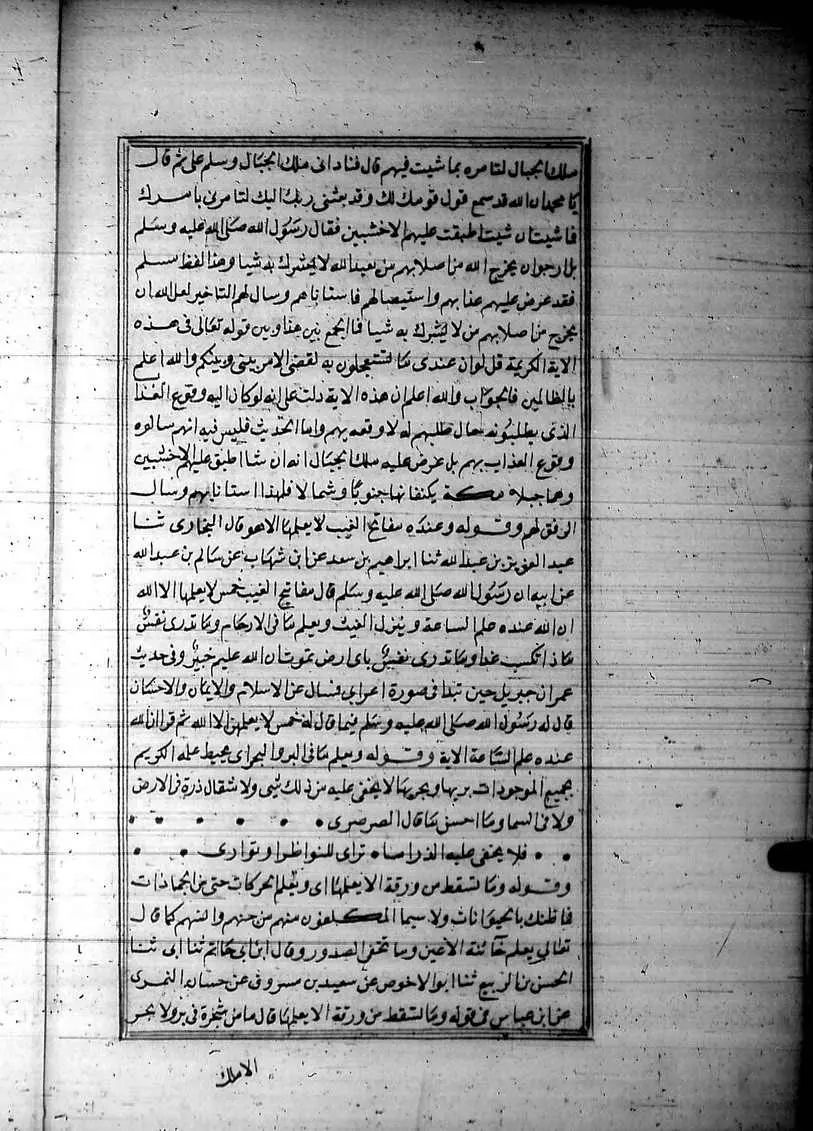 ملك الجبال لتامره بما شيت فيهم قال فناداني ملك الجبال وسلم علي ثم قال
يا محمد ان الله قد سمع قول قومك لك وقد بعثني ربك اليك لتامرني بامرك
فما شيت ان شيت اطبقت عليهم الاخشبين فقال رسول الله صلى الله عليه وسلم
بل ارجو ان يخرج الله من اصلابهم من يعبد الله لا يشرك به شيا وهذا لفظ مسلم
فقد عرض عليهم عذابهم واستيصالهم فاستاناهم وسال لهم التاخير لعل الله ان
يخرج من اصلابهم من لا يشرك به شيا فما الجمع بين هذا وبين قوله تعالى في هذه
الاية الكريمة قل لو ان عندي ما تستعجلون به لقضي الامر بيني وبينكم والله اعلم
بالظالمين فالجواب والله اعلم ان هذه الاية دلت على انه لو كان اليه وقوع العذاب
الذي يطلبونه حال طلبهم له لاوقعه بهم واما الحديث فليس فيه انهم سالوه
وقوع العذاب بهم بل عرض عليه ملك الجبال انه ان شا اطبق عليهم الاخشبين
وهما جبلا مكة يكنفانها جنوبا وشمالا فلهذا استانا بهم وسال
الرفق لهم وقوله وعنده مفاتح الغيب لا يعلمها الا هو قال البخاري ثنا
عبد العزيز بن عبد الله ثنا ابراهيم بن سعد عن ابن شهاب عن سالم بن عبد الله
عن ابيه ان رسول الله صلى الله عليه وسلم قال مفاتيح الغيب خمس لا يعلمها الا الله
ان الله عنده علم الساعة وينزل الغيث ويعلم ما في الارحام وما تدري نفس
ماذا تكسب غدا وما تدري نفس باي ارض تموت ان الله عليم خبير وفي حديث
عمر ان جبريل حين تبدا في صورة اعرابي فسال عن الاسلام والايمان والاحسان
قال له رسول الله صلى الله عليه وسلم فيما قال له خمس لا يعلمهن الا الله ثم قرا ان الله
عنده علم الساعة الاية وقوله ويعلم ما في البر والبحر اي محيط علمه الكريم
بجميع الموجودات بريها وبحريها لا يخفى عليه من ذلك شي ولا مثقال ذرة في الارض
ولا في السما وما احسن ما قال الصرصري
فلا يخفى عليه الذر اما تراى للنواظر او توارى
وقوله وما تسقط من ورقة الا يعلمها اي ويعلم الحركات حتى من الجمادات
فما ظنك بالحيوانات ولا سيما المكلفون منهم من جنهم وانسهم كما قال
تعالى يعلم خائنة الاعين وما تخفي الصدور وقال ابن ابي حاتم ثنا ابي ثنا
الحسن بن الربيع ثنا ابو الاحوص عن سعيد بن مسروق عن حسان النمري
عن ابن عباس في قوله وما تسقط من ورقة الا يعلمها قال ما من شجرة في بر ولا بحر
الا ملك